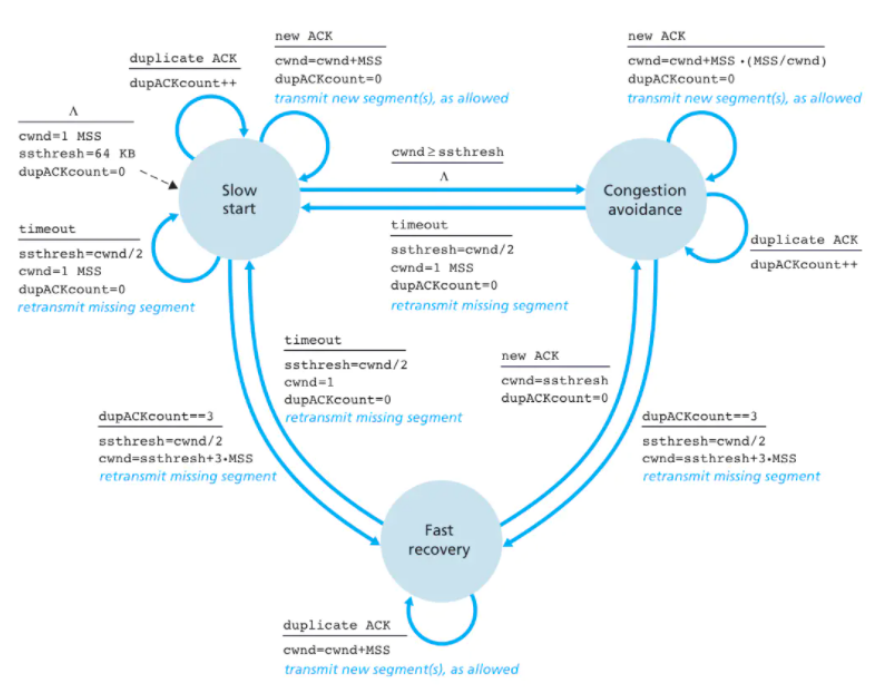 new ACK
cwnd=cwnd+MSS
dupACKcount=0
transmit new segment(s), as allowed
new ACK
cwnd=cwnd+MSS •(MSS/cwnd)
dupACKcount=0
transmit new segment(s), as allowed
duplicate ACK
dupACKcount++
Λ
cwnd=1 MSS
ssthresh=64 KB
dupACKcount=0
cwnd≥ssthresh
Λ
Slow
start
Congestion
avoidance
timeout
ssthresh=cwnd/2
cwnd=1 MSS
dupACKcount=0
retransmit missing segment
timeout
ssthresh=cwnd/2
cwnd=1 MSS
dupACKcount=0
retransmit missing segment
duplicate ACK
dupACKcount++
timeout
ssthresh=cwnd/2
cwnd=1
dupACKcount=0
retransmit missing segment
new ACK
cwnd=ssthresh
dupACKcount=0
dupACKcount==3
ssthresh=cwnd/2
cwnd=ssthresh+3•MSS
retransmit missing segment
dupACKcount==3
ssthresh=cwnd/2
cwnd=ssthresh+3•MSS
retransmit missing segment
Fast
recovery
duplicate ACK
cwnd=cwnd+MSS
transmit new segment(s), as allowed